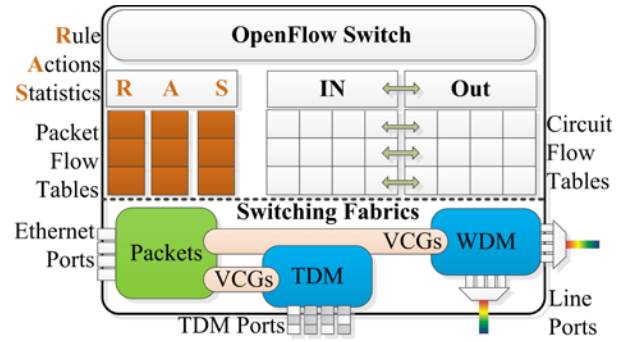 OpenFlow Switch
Rule
Actions
Statistics
R A S
IN Out
Packet
Flow
Tables
Circuit
Flow
Tables
Switching Fabrics
Ethernet
Ports
Packets
VCGs
WDM
VCGs
TDM
TDM Ports
Line
Ports